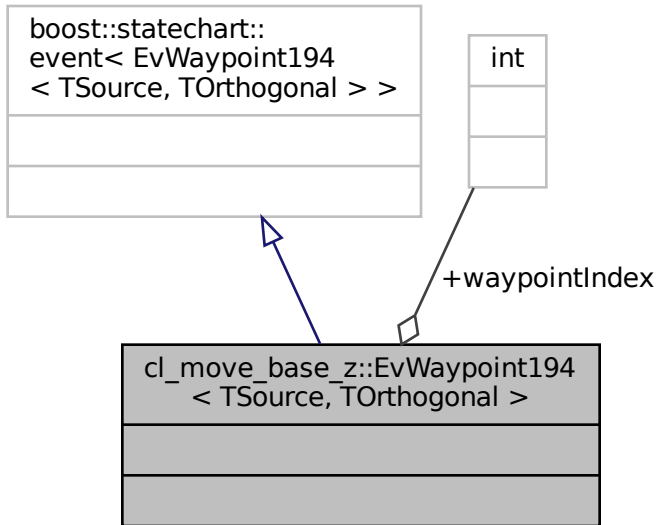 boost::statechart::
event< EvWaypoint194
< TSource, TOrthogonal > >
int
+waypointIndex
cl_move_base_z::EvWaypoint194
< TSource, TOrthogonal >